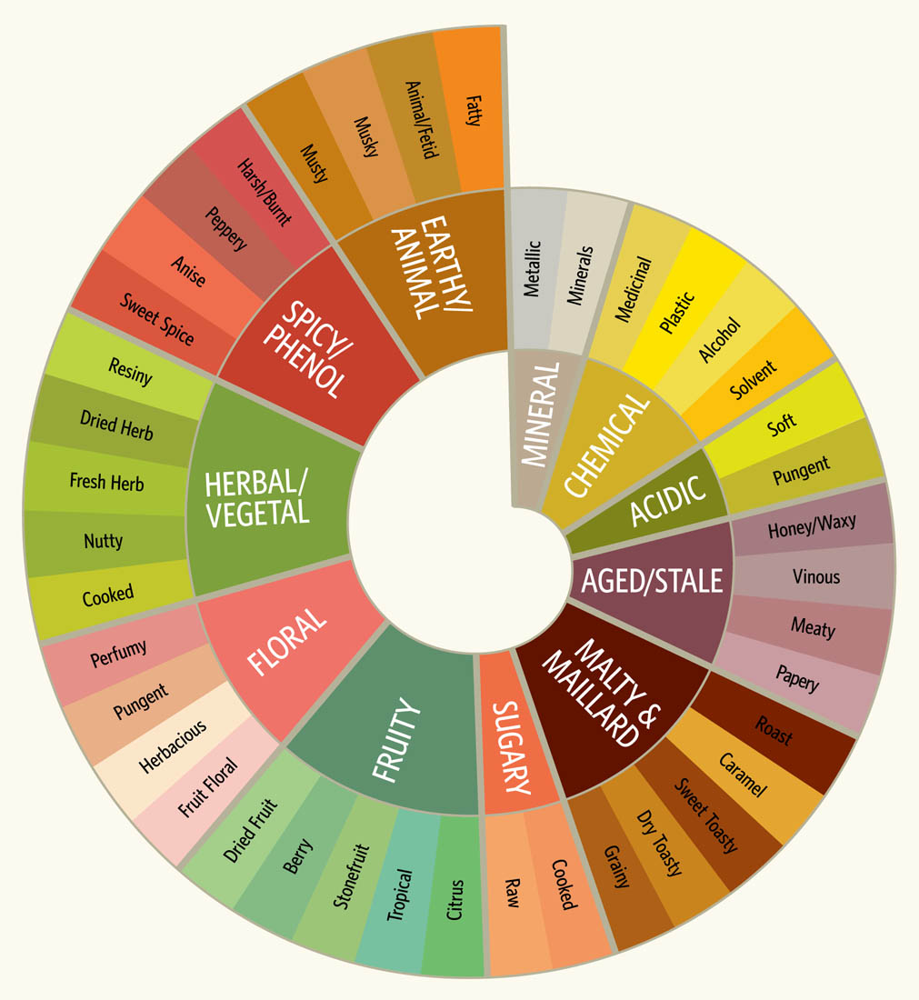 MINERAL
Metallic
Minerals
CHEMICAL
Medicinal
Plastic
Alcohol
Solvent
ACIDIC
Soft
Pungent
AGED/STALE
Honey/Waxy
Vinous
Meaty
Papery
MALTY &
MAILLARD
Roast
Caramel
Sweet Toasty
Dry Toasty
Grainy
SUGARY
Cooked
Raw
FRUITY
Citrus
Tropical
Stonefruit
Berry
Dried Fruit
FLORAL
Fruit Floral
Herbacious
Pungent
Perfumy
HERBAL/
VEGETAL
Cooked
Nutty
Fresh Herb
Dried Herb
Resiny
SPICY/
PHENOL
Sweet Spice
Anise
Peppery
Harsh/Burnt
EARTHY/
ANIMAL
Musty
Musky
Animal/Fetid
Fatty